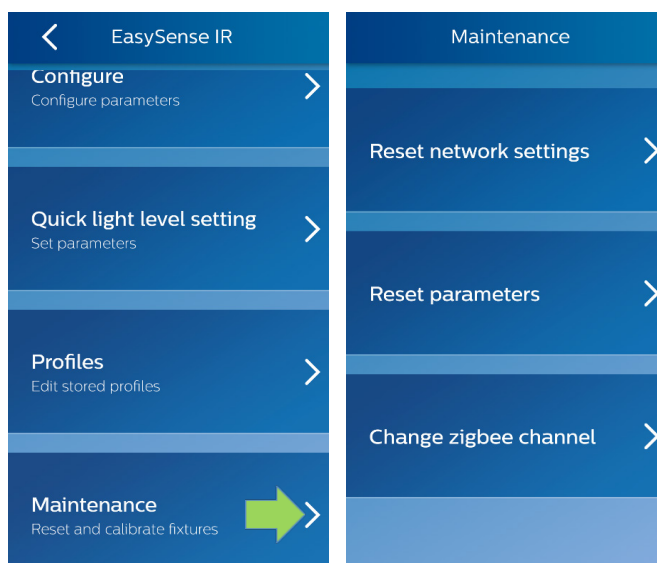 EasySense IR
Configure
Configure parameters
Quick light level setting
Set parameters
Profiles
Edit stored profiles
Maintenance
Reset and calibrate fixtures
Maintenance
Reset network settings
Reset parameters
Change zigbee channel